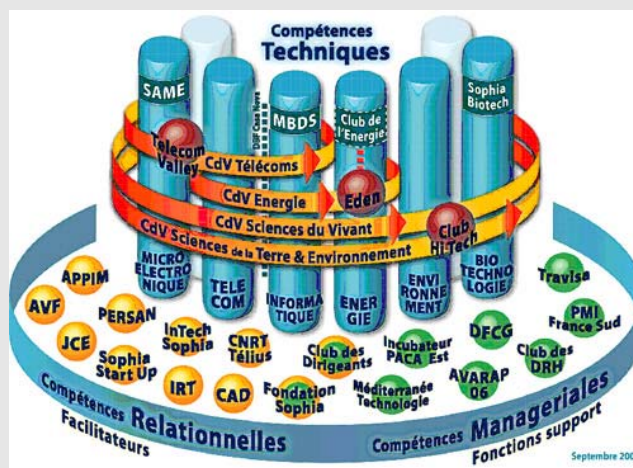 Compétences
Techniques
SAME
MBDS
Club de
l'Energie
Sophia
Biotech
Telecom
Valley
CdV Télécoms
CdV Energie
Eden
CdV Sciences du Vivant
Club
Hi-Tech
CdV Sciences de la Terre & Environnement
MICRO
ELECTRO
NIQUE
TELE
COM
INFORMA
TIQUE
ENER
GIE
ENVI
RONNE
MENT
BIO
TECHNO
LOGIE
APPIM
AVF
PERSAN
JCE
Sophia
Start Up
InTech
Sophia
IRT
CNRT
Télius
CAD
Club des
Dirigeants
Fondation
Sophia
Incubateur
PACA Est
Méditerranée
Technologie
DFCG
AVARAP
06
Club des
DRH
Travisa
PMI
France Sud
Compétences Relationnelles
Facilitateurs
Compétences Manageriales
Fonctions support